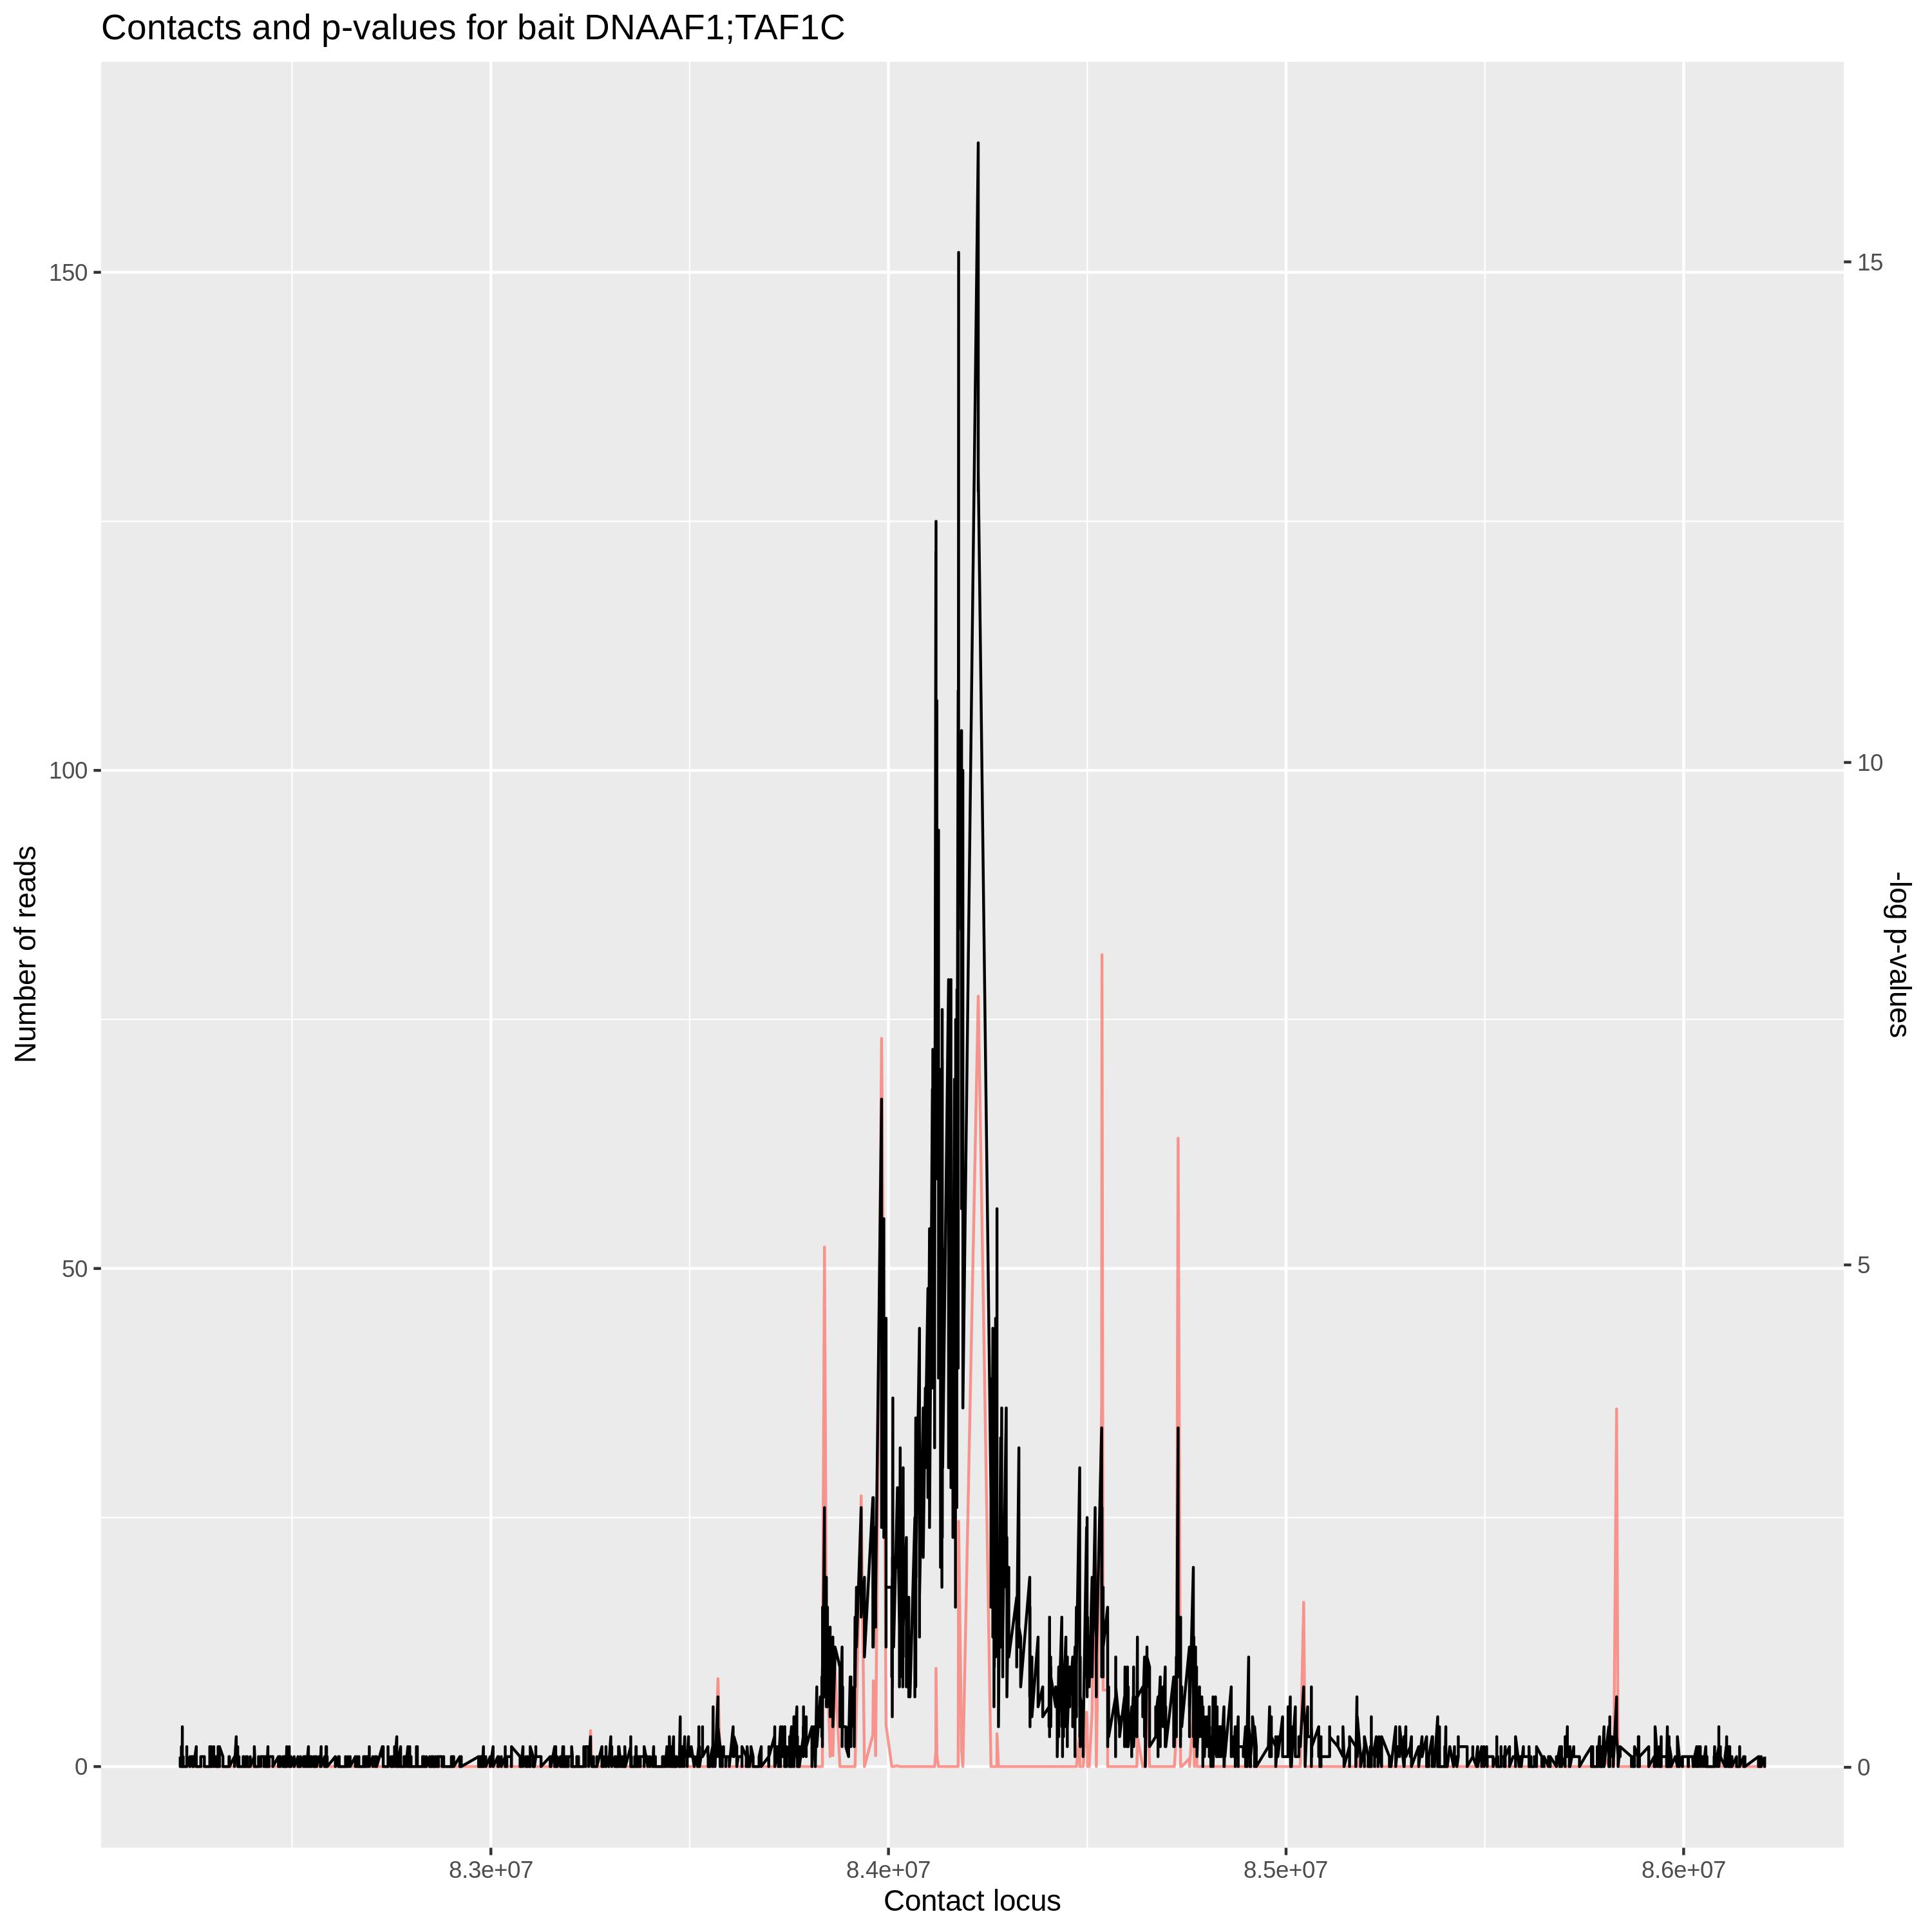 Contacts and p-values for bait DNAAF1;TAF1C
150
100
50
0
Number of reads
15
10
5
0
-log p-values
8.3e+07
8.4e+07
8.5e+07
8.6e+07
Contact locus